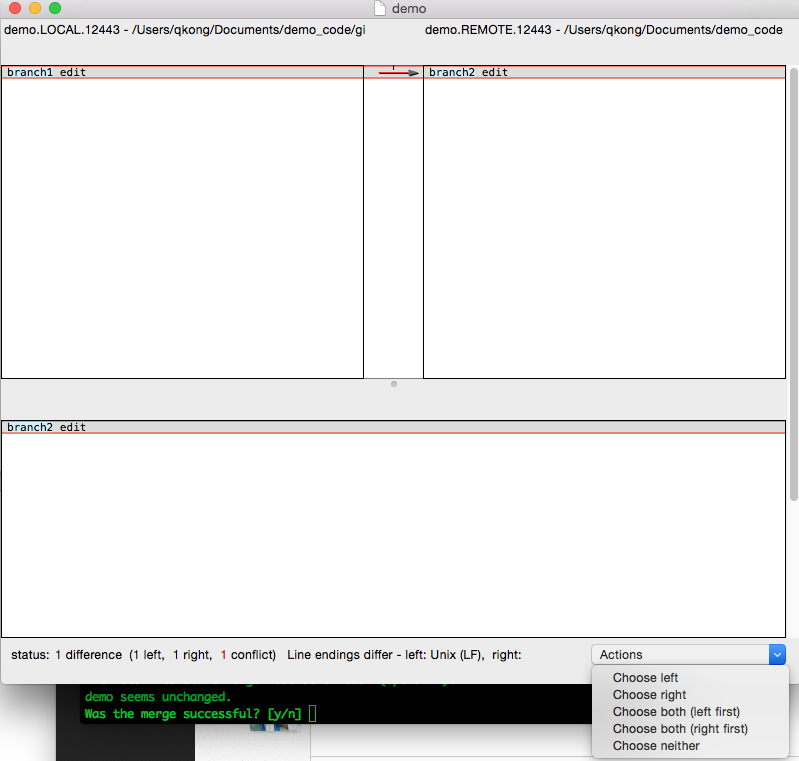 demo
demo.LOCAL.12443 - /Users/qkong/Documents/demo_code/gi
demo.REMOTE.12443 - /Users/qkong/Documents/demo_code
branch1 edit
branch2 edit
branch2 edit
status: 1 difference (1 left, 1 right, 1 conflict) Line endings differ - left: Unix (LF), right:
Actions
Choose left
Choose right
Choose both (left first)
Choose both (right first)
Choose neither
demo seems unchanged.
Was the merge successful? [y/n]